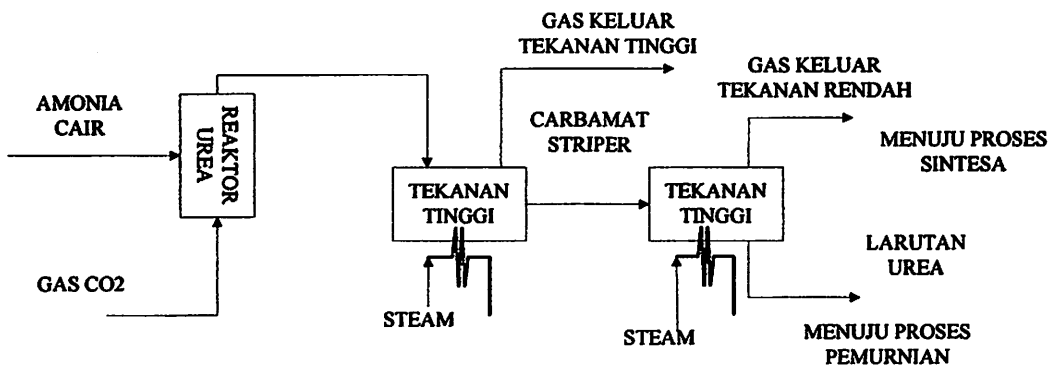 GAS KELUAR
TEKANAN TINGGI
GAS KELUAR
TEKANAN RENDAH
AMONIA
CAIR
REAKTOR
UREA
CARBAMAT
STRIPER
MENUJU PROSES
SINTESA
TEKANAN
TINGGI
TEKANAN
TINGGI
LARUTAN
UREA
GAS CO2
STEAM
STEAM
MENUJU PROSES
PEMURNIAN